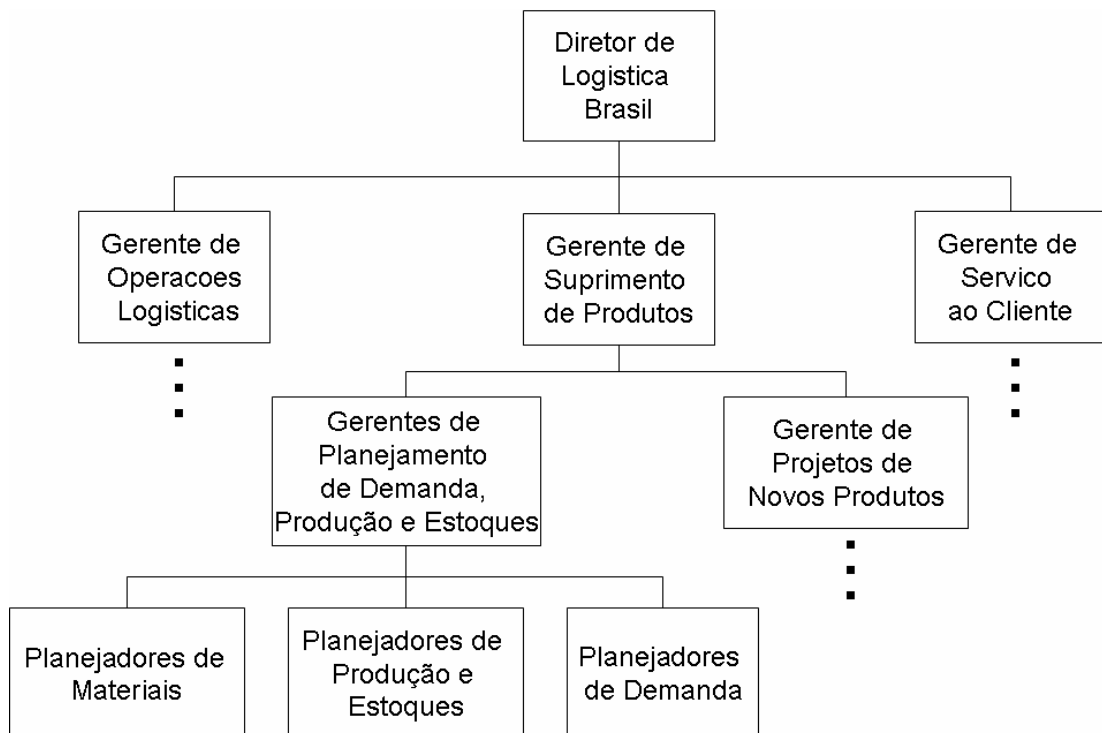 Diretor de
Logistica
Brasil
Gerente de
Operacoes
Logisticas
Gerente de
Suprimento
de Produtos
Gerente de
Servico
ao Cliente
Gerentes de
Planejamento
de Demanda,
Produção e Estoques
Gerente de
Projetos de
Novos Produtos
Planejadores de
Materiais
Planejadores de
Produção e
Estoques
Planejadores
de Demanda